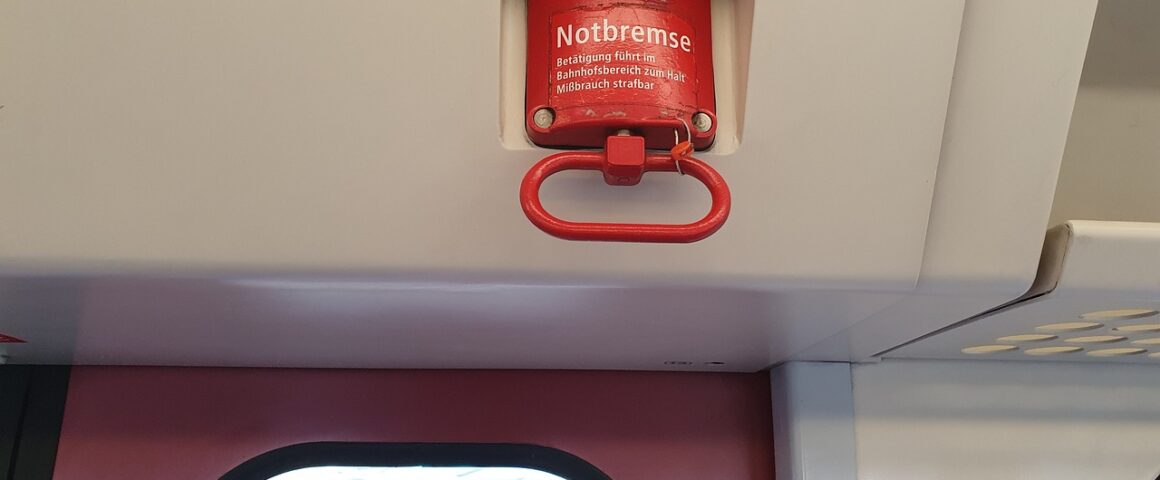 Notbremse
Betätigung führt im
Bahnhofsbereich zum Halt
Mißbrauch strafbar